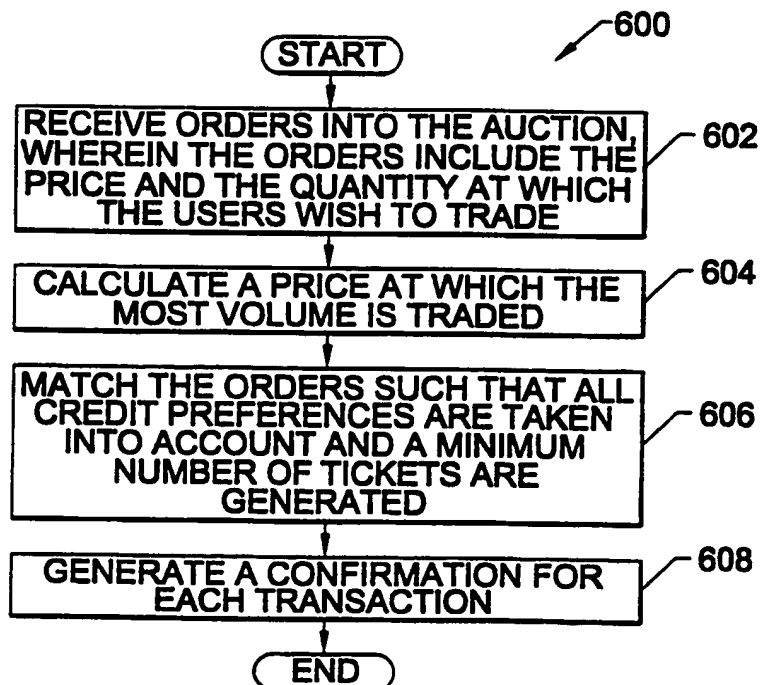 600
START
RECEIVE ORDERS INTO THE AUCTION,
WHEREIN THE ORDERS INCLUDE THE
PRICE AND THE QUANTITY AT WHICH
THE USERS WISH TO TRADE
602
CALCULATE A PRICE AT WHICH THE
MOST VOLUME IS TRADED
604
MATCH THE ORDERS SUCH THAT ALL
CREDIT PREFERENCES ARE TAKEN
INTO ACCOUNT AND A MINIMUM
NUMBER OF TICKETS ARE
GENERATED
606
GENERATE A CONFIRMATION FOR
EACH TRANSACTION
608
END